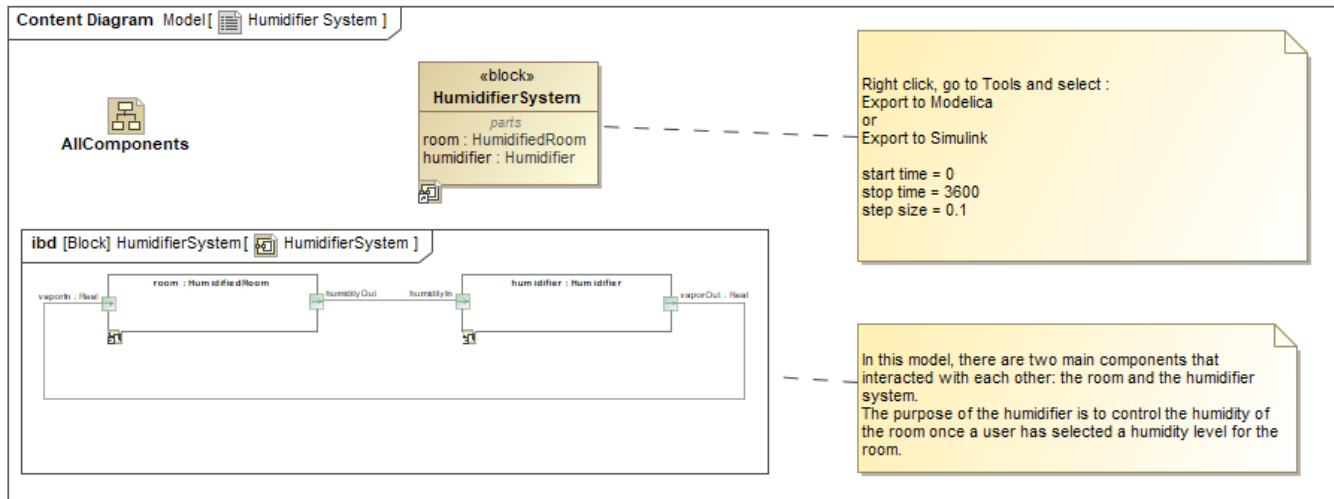 Content Diagram Model[ Humidifier System ]
AllComponents
«block»
HumidifierSystem
parts
room : HumidifiedRoom
humidifier : Humidifier
Right click, go to Tools and select :
Export to Modelica
or
Export to Simulink
start time = 0
stop time = 3600
step size = 0.1
ibd [Block] HumidifierSystem[ HumidifierSystem ]
room : HumidifiedRoom
humidifier : Humidifier
vaporIn : Real
humidityOut
humidityIn
vaporOut : Real
In this model, there are two main components that
interacted with each other: the room and the humidifier
system.
The purpose of the humidifier is to control the humidity of
the room once a user has selected a humidity level for the
room.